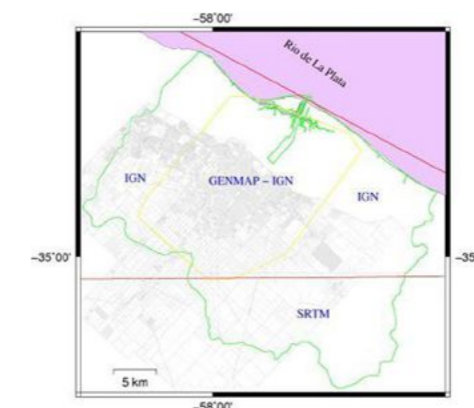 −58°00'
Río de La Plata
IGN
GENMAP − IGN
IGN
−35°00'
−35
SRTM
5 km
−58°00'